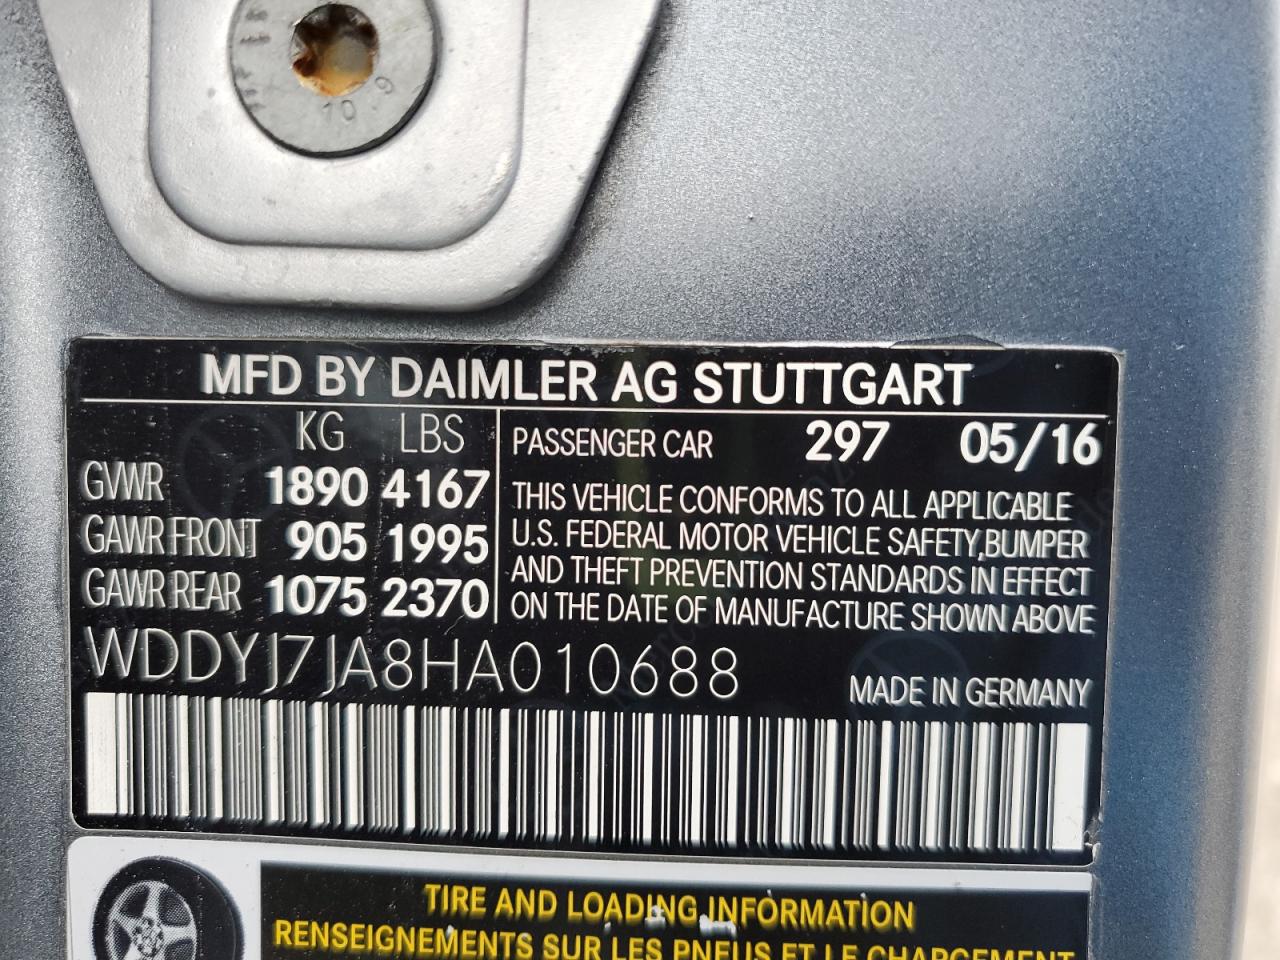 10.9
MFD BY DAIMLER AG STUTTGART
KG LBS
GVWR 1890 4167
GAWR FRONT 905 1995
GAWR REAR 1075 2370
PASSENGER CAR 297 05/16
THIS VEHICLE CONFORMS TO ALL APPLICABLE
U.S. FEDERAL MOTOR VEHICLE SAFETY,BUMPER
AND THEFT PREVENTION STANDARDS IN EFFECT
ON THE DATE OF MANUFACTURE SHOWN ABOVE
WDDYJ7JA8HA010688
MADE IN GERMANY
TIRE AND LOADING INFORMATION
RENSEIGNEMENTS SUR LES PNEUS ET LE CHARGEMENT